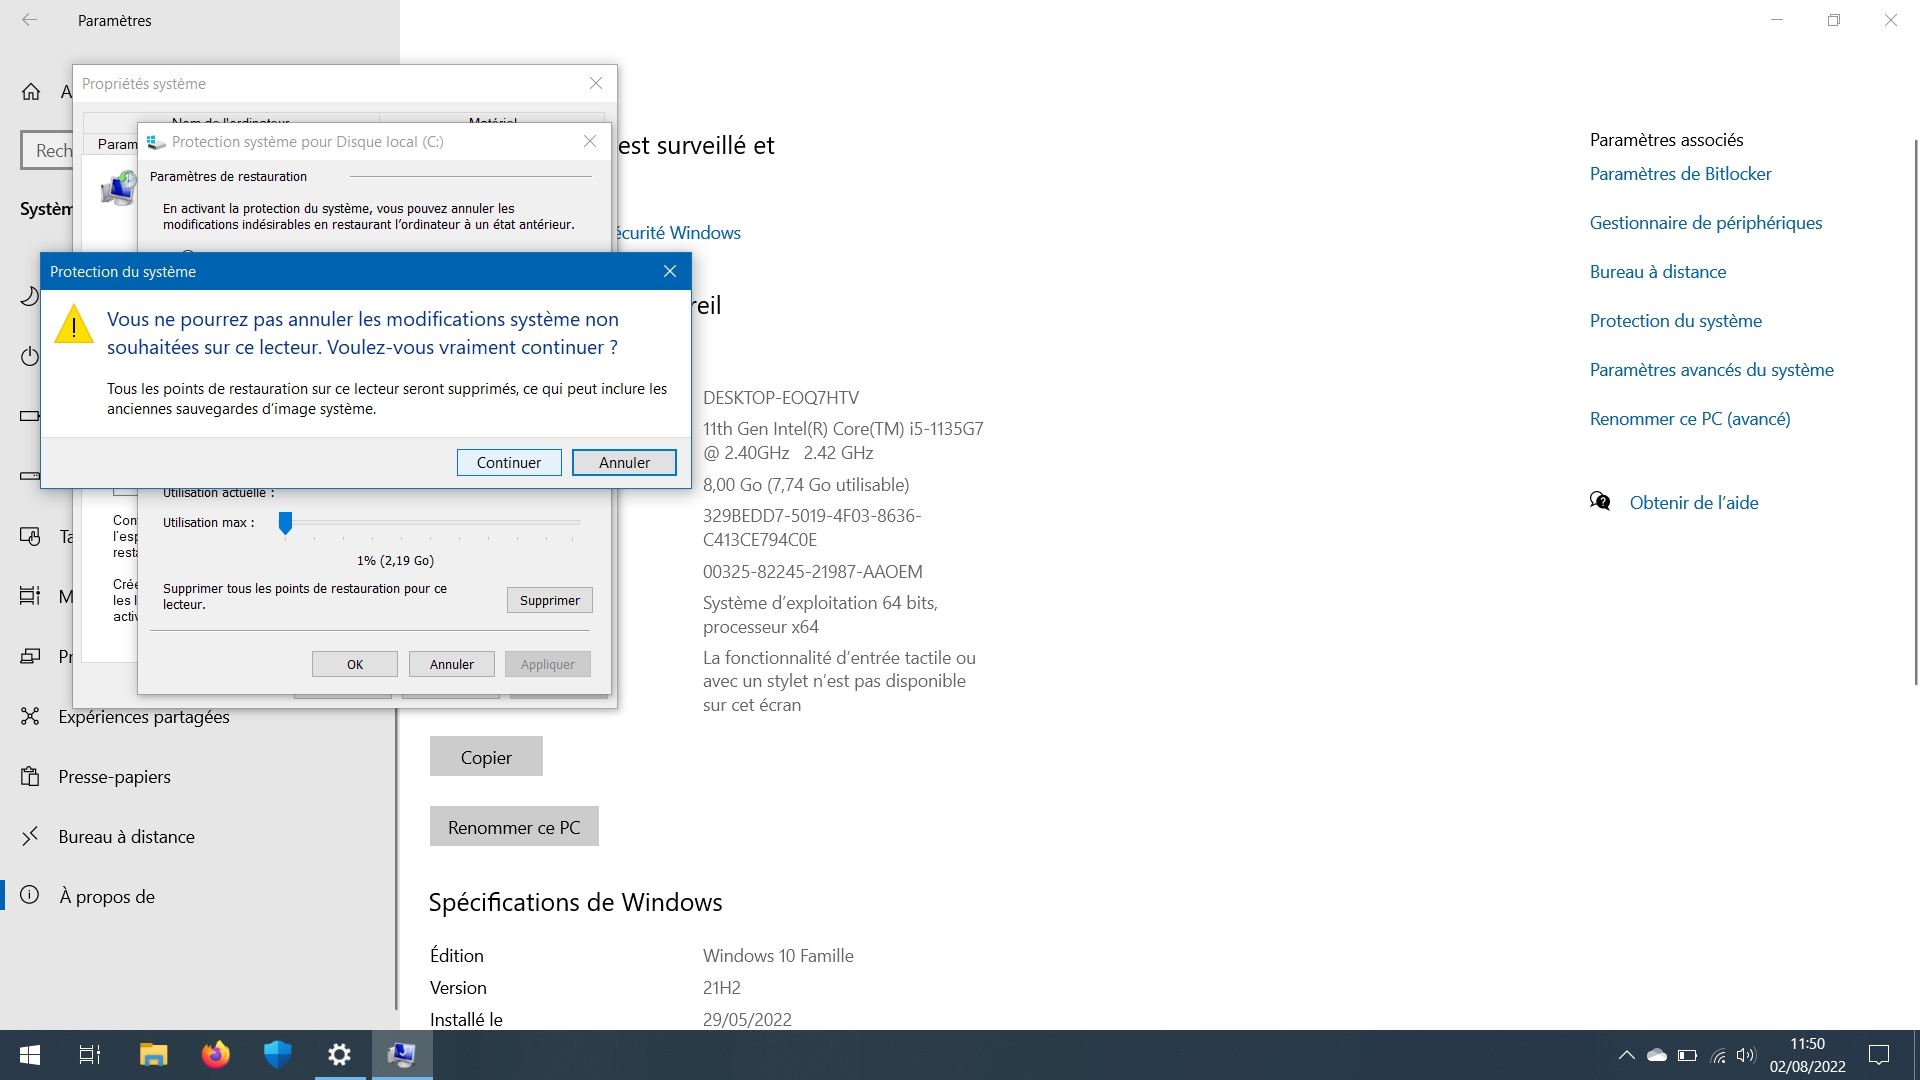 Paramètres
Propriétés système
A
Nom de l'ordinateur
Matériel
Param
Rech
Systèm
Protection système pour Disque local (C:)
Paramètres de restauration
En activant la protection du système, vous pouvez annuler les
modifications indésirables en restaurant l'ordinateur à un état antérieur.
est surveillé et
écurité Windows
Protection du système
Vous ne pourrez pas annuler les modifications système non
souhaitées sur ce lecteur. Voulez-vous vraiment continuer ?
Tous les points de restauration sur ce lecteur seront supprimés, ce qui peut inclure les
anciennes sauvegardes d'image système.
Continuer
Annuler
reil
Utilisation actuelle :
Utilisation max :
1% (2,19 Go)
Supprimer tous les points de restauration pour ce
lecteur.
Supprimer
OK
Annuler
Appliquer
Con
l'esp
resta
Crée
les l
activ
Ta
M
Pr
Expériences partagées
Presse-papiers
Bureau à distance
À propos de
DESKTOP-EOQ7HTV
11th Gen Intel(R) Core(TM) i5-1135G7
@ 2.40GHz 2.42 GHz
8,00 Go (7,74 Go utilisable)
329BEDD7-5019-4F03-8636-
C413CE794C0E
00325-82245-21987-AAOEM
Système d'exploitation 64 bits,
processeur x64
La fonctionnalité d'entrée tactile ou
avec un stylet n'est pas disponible
sur cet écran
Copier
Renommer ce PC
Spécifications de Windows
Édition Windows 10 Famille
Version 21H2
Installé le 29/05/2022
Paramètres associés
Paramètres de Bitlocker
Gestionnaire de périphériques
Bureau à distance
Protection du système
Paramètres avancés du système
Renommer ce PC (avancé)
Obtenir de l'aide
11:50
02/08/2022